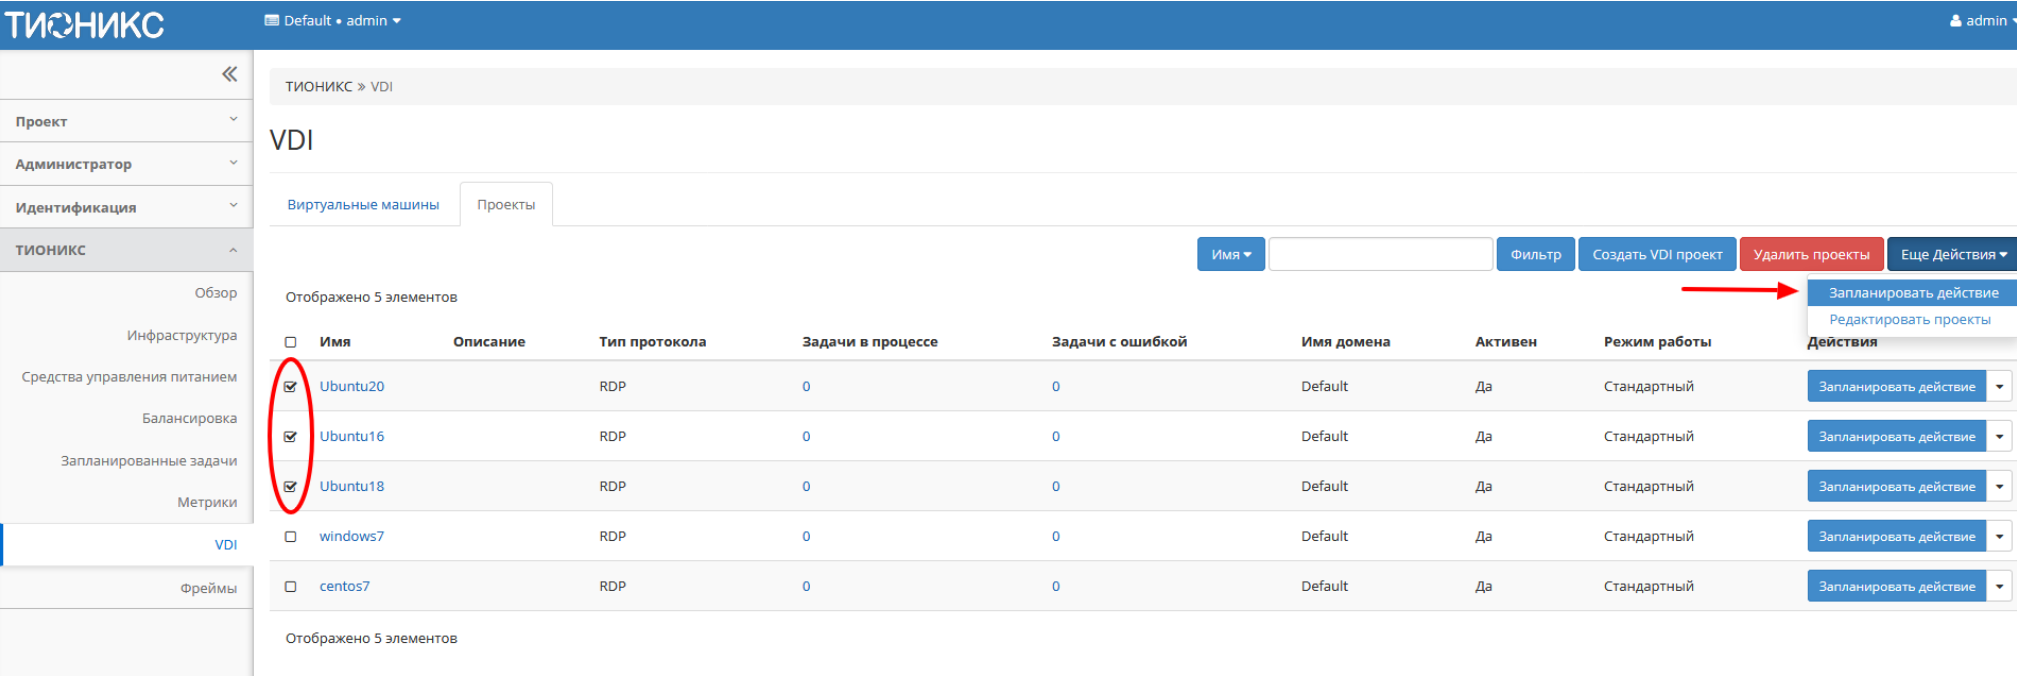 ТИОНИКС
Default • admin
admin
Проект
Администратор
Идентификация
ТИОНИКС
Обзор
Инфраструктура
Средства управления питанием
Балансировка
Запланированные задачи
Метрики
VDI
Фреймы
ТИОНИКС » VDI
VDI
Виртуальные машины Проекты
Имя Фильтр Создать VDI проект Удалить проекты Еще Действия
Запланировать действие
Редактировать проекты
Отображено 5 элементов
Имя Описание Тип протокола Задачи в процессе Задачи с ошибкой Имя домена Активен Режим работы Действия
Ubuntu20 RDP 0 0 Default Да Стандартный Запланировать действие
Ubuntu16 RDP 0 0 Default Да Стандартный Запланировать действие
Ubuntu18 RDP 0 0 Default Да Стандартный Запланировать действие
windows7 RDP 0 0 Default Да Стандартный Запланировать действие
centos7 RDP 0 0 Default Да Стандартный Запланировать действие
Отображено 5 элементов